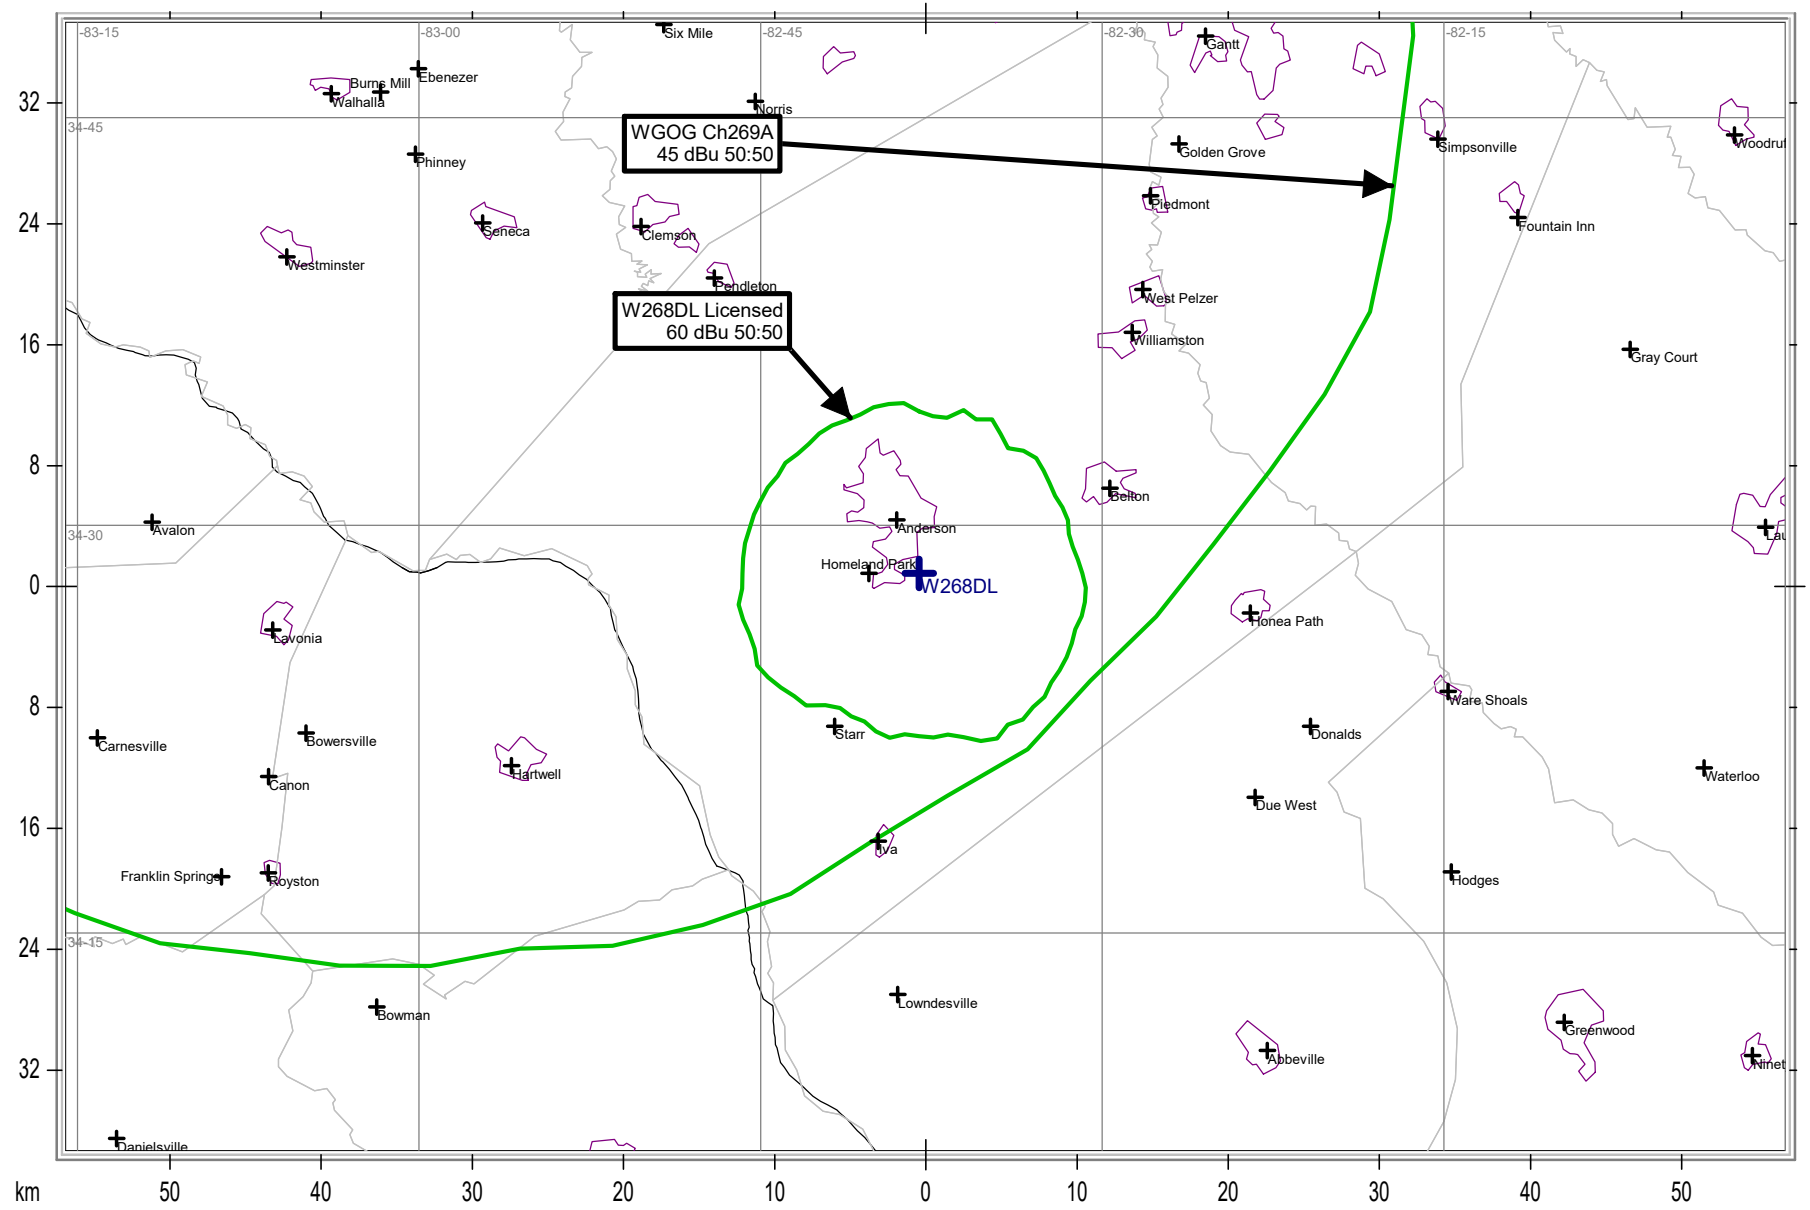 -83-15
-83-00
-82-45
-82-30
-82-15
Six Mile
Gantt
Ebenezer
Burns Mill
Walhalla
Norris
32
34-45
WGOG Ch269A
45 dBu 50:50
Golden Grove
Simpsonville
Phinney
Piedmont
24
Seneca
Clemson
Fountain Inn
Westminster
Pendleton
West Pelzer
W268DL Licensed
60 dBu 50:50
16
Williamston
Gray Court
8
Belton
Avalon
Anderson
34-30
Homeland Park
0
W268DL
Honea Path
Lavonia
8
Ware Shoals
Starr
Donalds
Carnesville
Bowersville
Hartwell
Canon
Waterloo
Due West
16
Iva
Franklin Springs
Royston
Hodges
34-15
24
Lowndesville
Bowman
Greenwood
Abbeville
32
Ninet
Danielsville
km
50
40
30
20
10
0
10
20
30
40
50